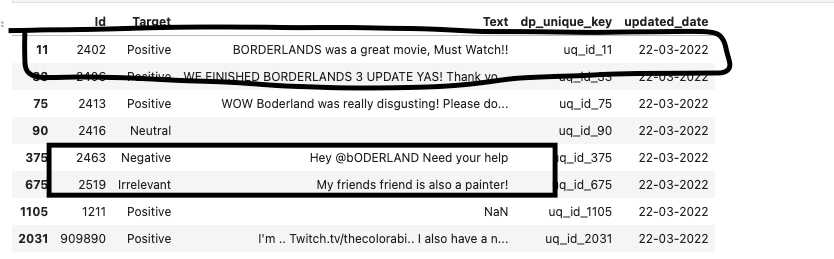 Id Target Text dp_unique_key updated_date
11 2402 Positive BORDERLANDS was a great movie, Must Watch!! uq_id_11 22-03-2022
2406 Positive WE FINISHED BORDERLANDS 3 UPDATE YAS! Thank yo... 22-03-2022
75 2413 Positive WOW Boderland was really disgusting! Please do... uq_id_75 22-03-2022
90 2416 Neutral uq_id_90 22-03-2022
375 2463 Negative Hey @bODERLAND Need your help uq_id_375 22-03-2022
675 2519 Irrelevant My friends friend is also a painter! uq_id_675 22-03-2022
1105 1211 Positive NaN uq_id_1105 22-03-2022
2031 909890 Positive I'm .. Twitch.tv/thecolorabi.. I also have a n... uq_id_2031 22-03-2022